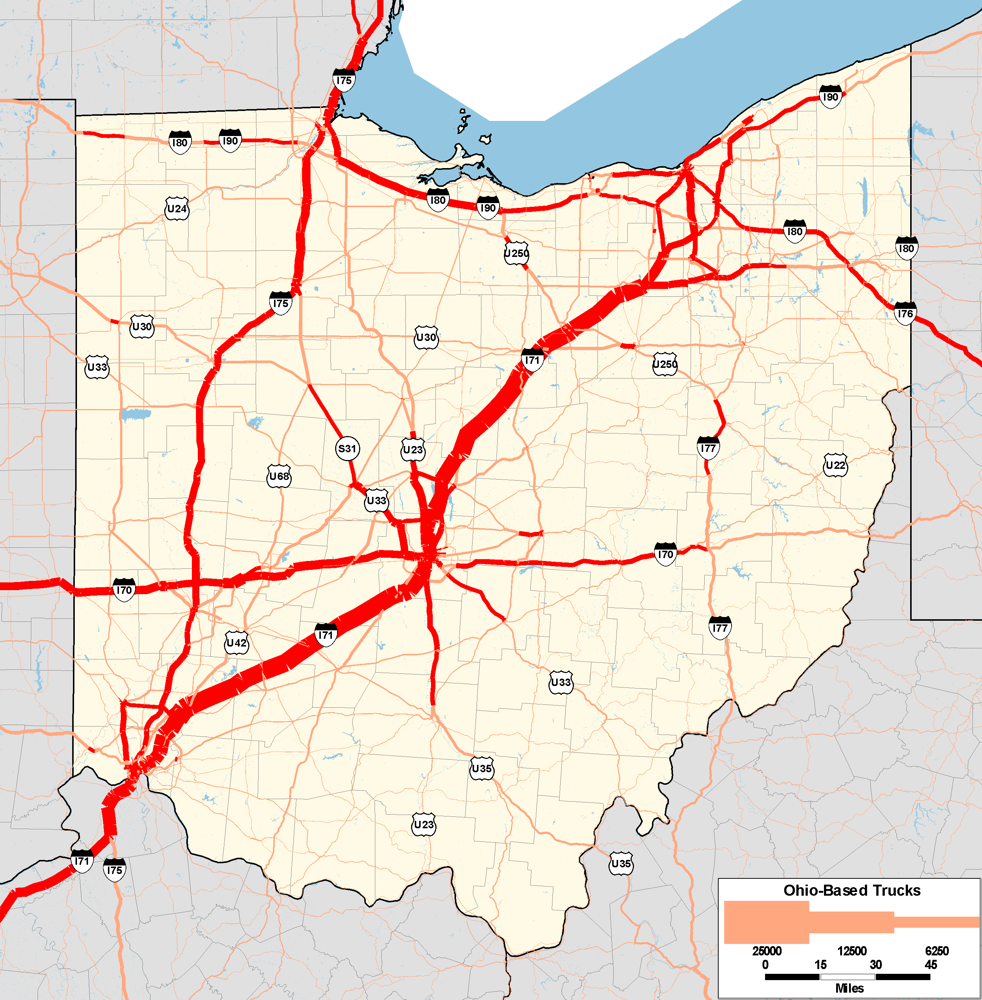 I75
I90
I80
I90
I80
I90
U24
I80
I80
U250
I75
I76
U30
U30
I71
U33
U250
S31
U23
I77
U22
U68
U33
I70
I70
I77
I71
U42
U33
U35
U23
I71
I75
U35
Ohio-Based Trucks
25000 12500 6250
0 15 30 45
Miles